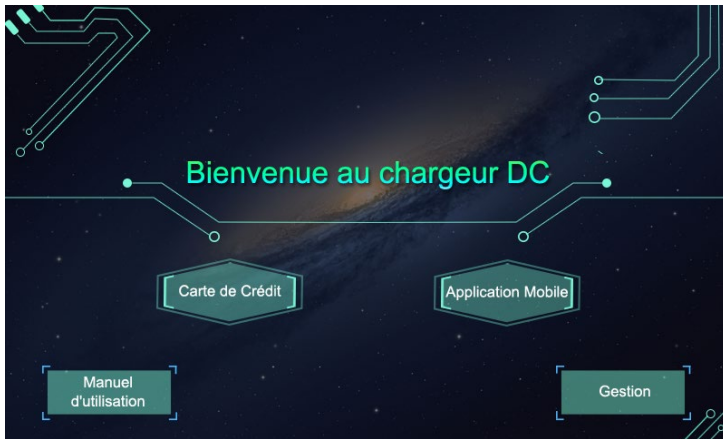 Bienvenue au chargeur DC
Carte de Crédit
Application Mobile
Manuel
d'utilisation
Gestion